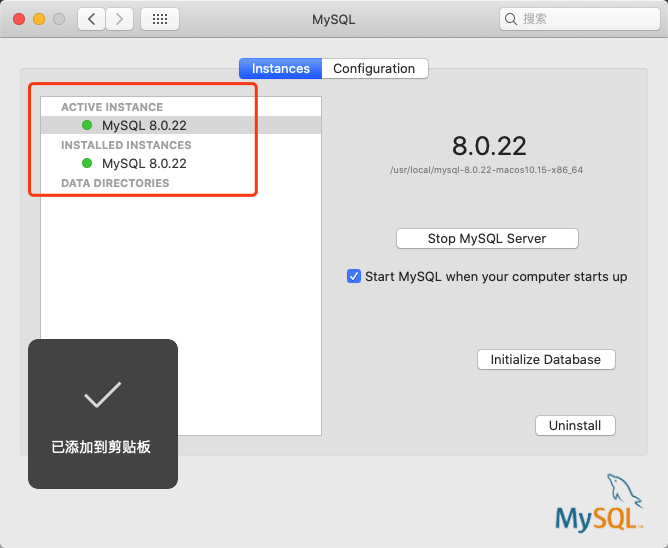 MySQL
搜索
Instances
Configuration
ACTIVE INSTANCE
MySQL 8.0.22
INSTALLED INSTANCES
MySQL 8.0.22
DATA DIRECTORIES
8.0.22
/usr/local/mysql-8.0.22-macos10.15-x86_64
Stop MySQL Server
Start MySQL when your computer starts up
Initialize Database
Uninstall
已添加到剪贴板
MySQL